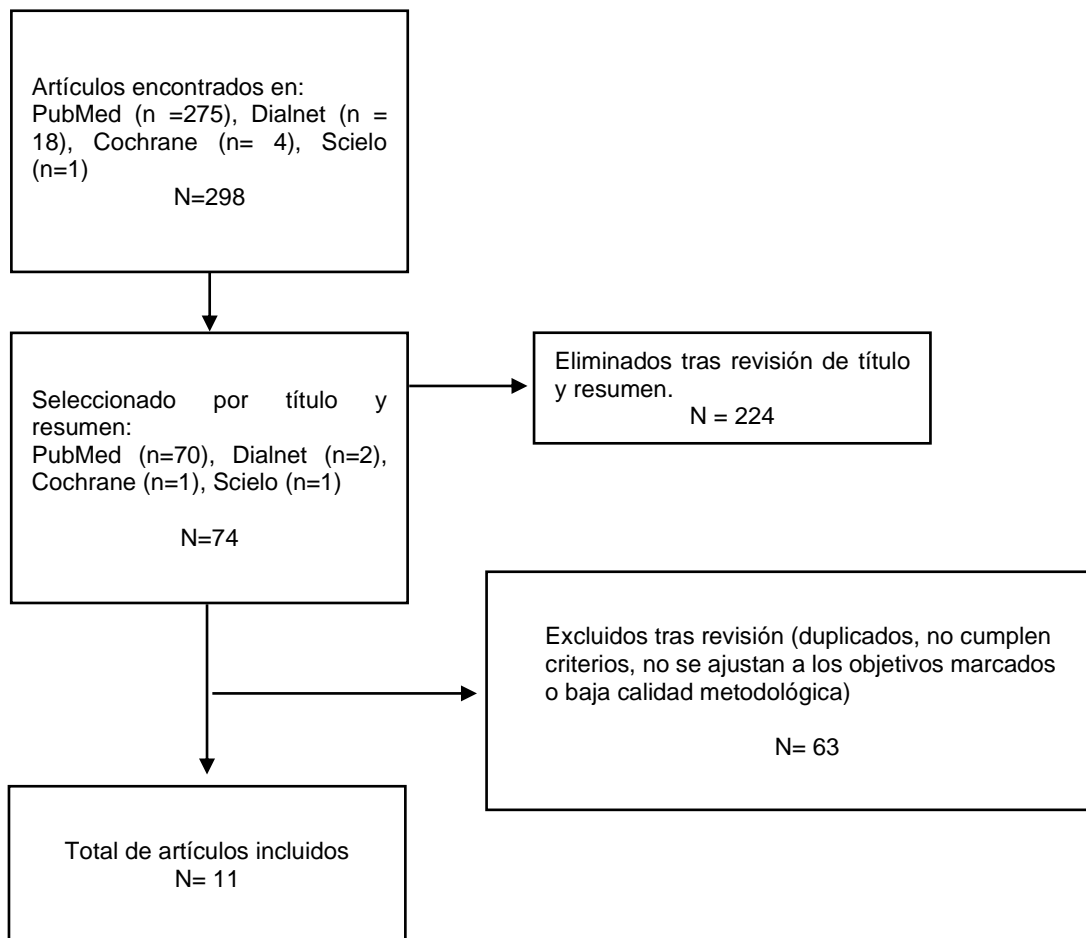 Artículos encontrados en:
PubMed (n =275), Dialnet (n =
18), Cochrane (n= 4), Scielo
(n=1)
N=298
Seleccionado por título y
resumen:
PubMed (n=70), Dialnet (n=2),
Cochrane (n=1), Scielo (n=1)
N=74
Eliminados tras revisión de título
y resumen.
N = 224
Excluidos tras revisión (duplicados, no cumplen
criterios, no se ajustan a los objetivos marcados
o baja calidad metodológica)
N= 63
Total de artículos incluidos
N= 11